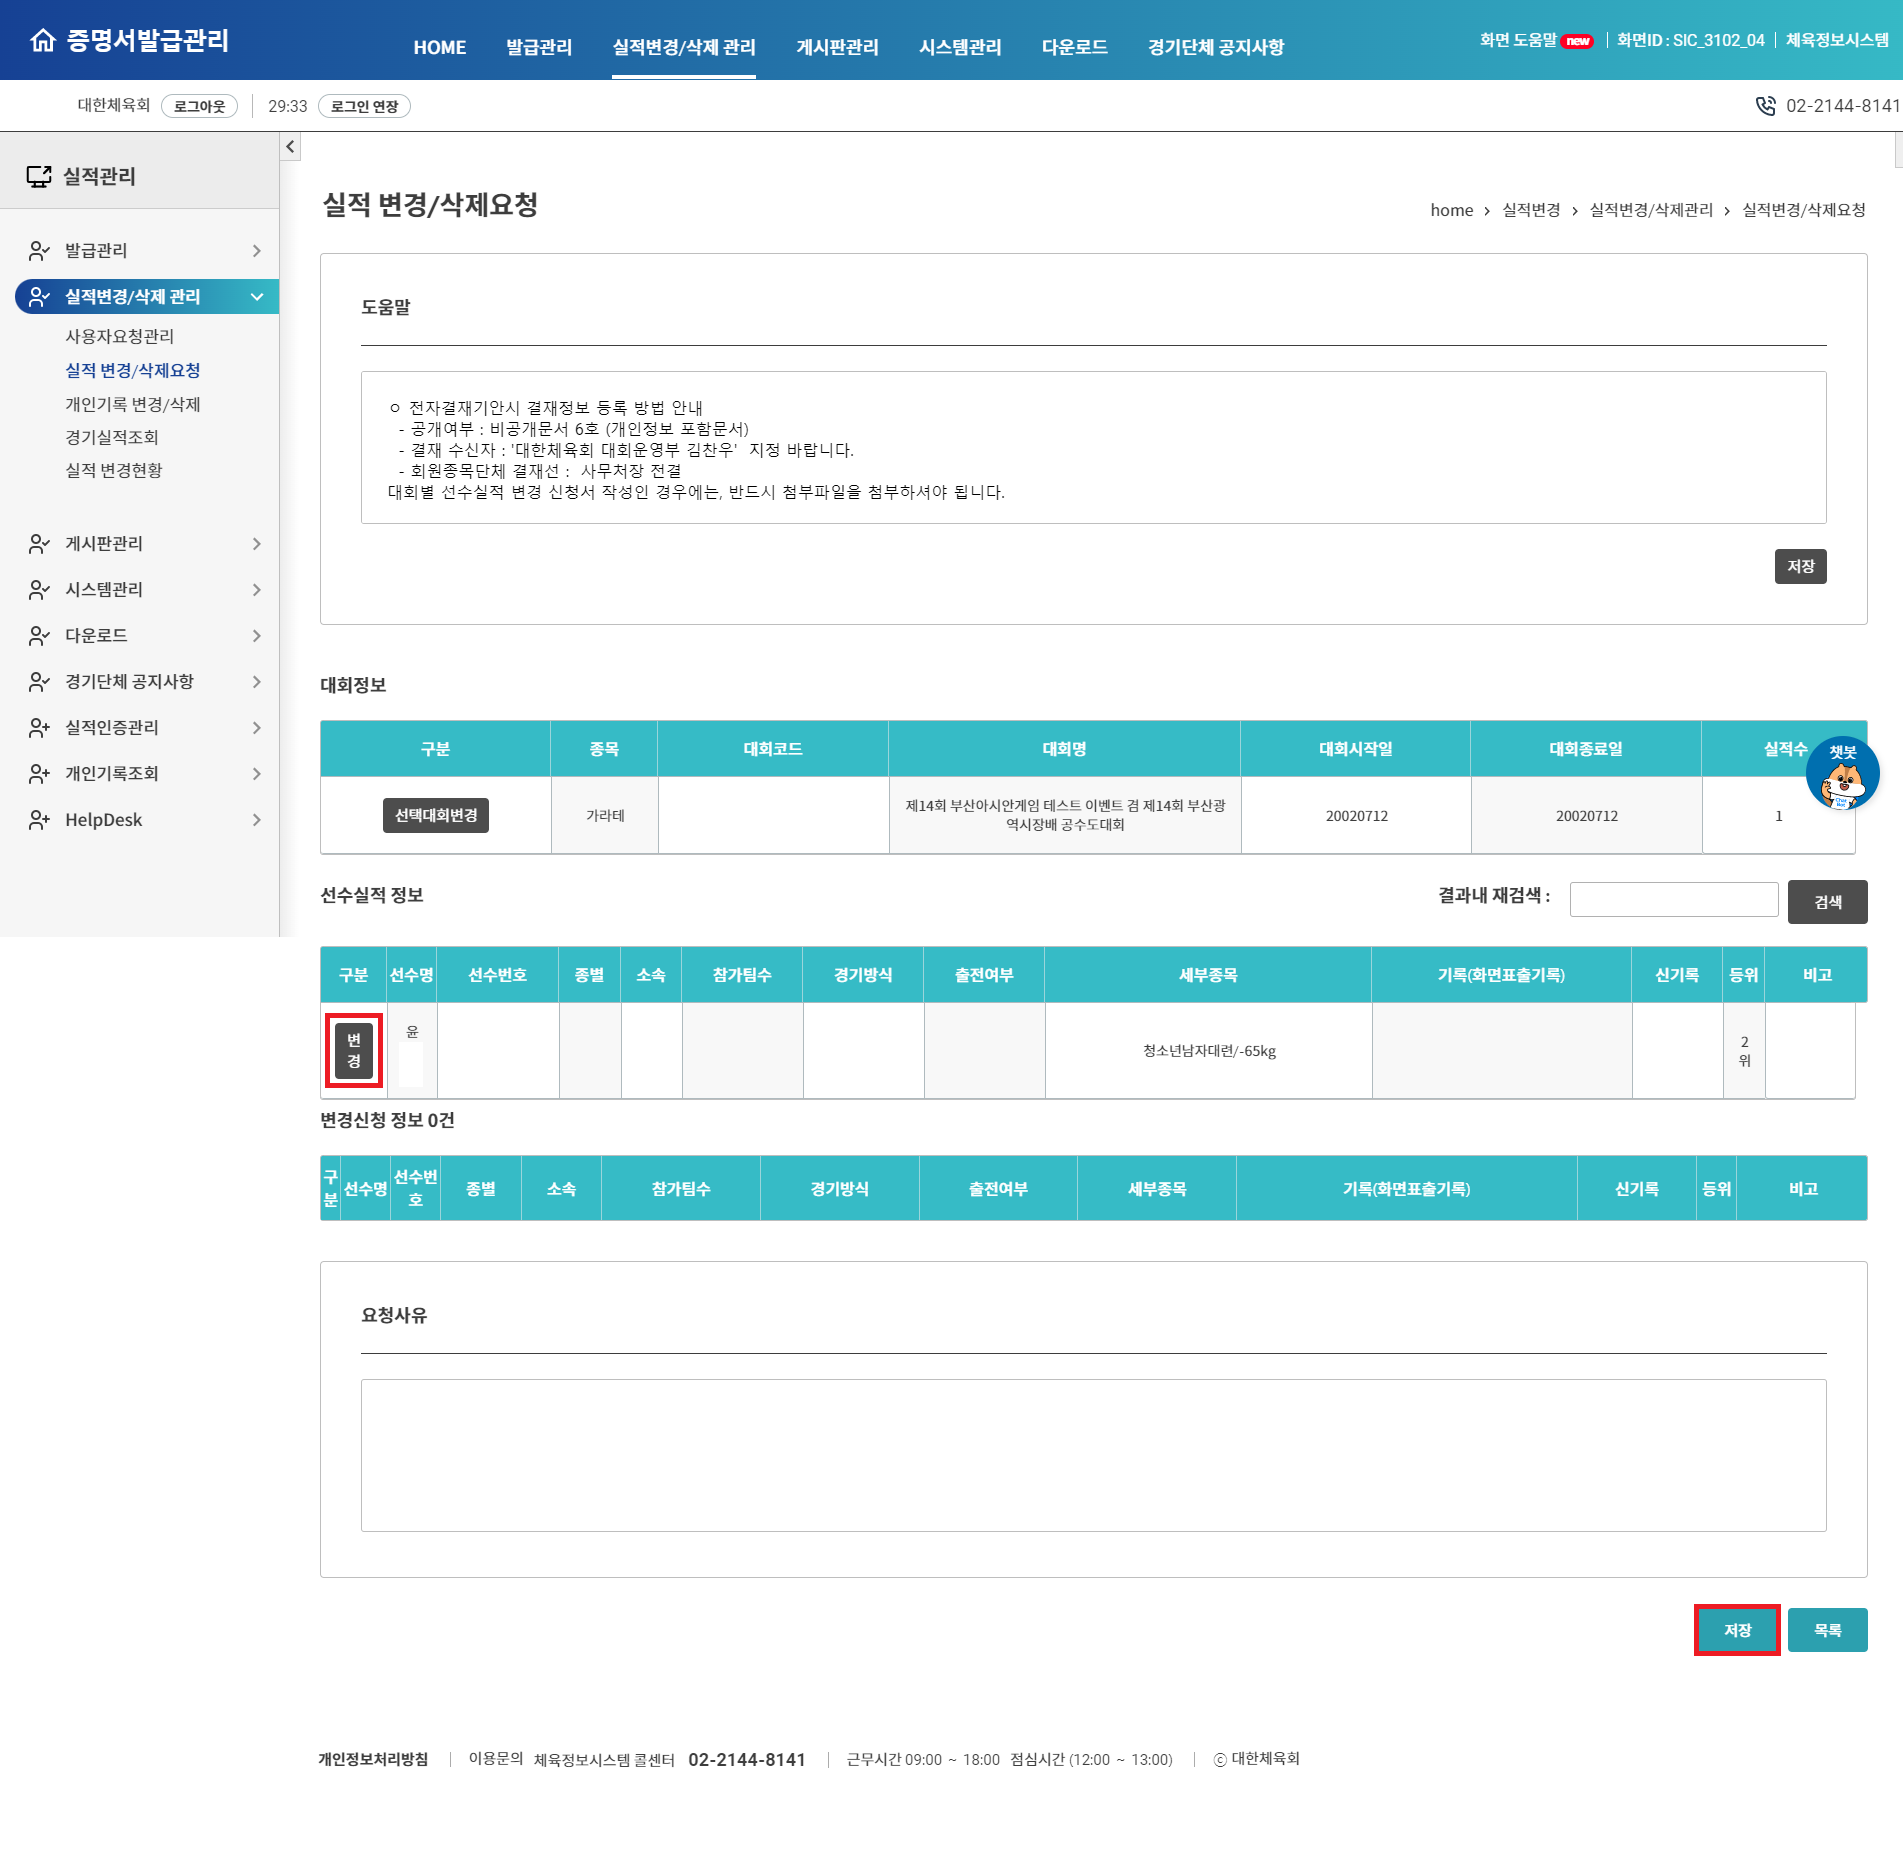 증명서발급관리
HOME 발급관리 실적변경/삭제 관리 게시판관리 시스템관리 다운로드 경기단체 공지사항
화면 도움말 new 화면ID : SIC_3102_04 체육정보시스템
대한체육회 로그아웃 29:33 로그인 연장
02-2144-8141
실적관리
발급관리
실적변경/삭제 관리
사용자요청관리
실적 변경/삭제요청
개인기록 변경/삭제
경기실적조회
실적 변경현황
게시판관리
시스템관리
다운로드
경기단체 공지사항
실적인증관리
개인기록조회
HelpDesk
실적 변경/삭제요청
home > 실적변경 > 실적변경/삭제관리 > 실적변경/삭제요청
도움말
ㅇ 전자결재기안시 결재정보 등록 방법 안내
- 공개여부 : 비공개문서 6호 (개인정보 포함문서)
- 결재 수신자 : '대한체육회 대회운영부 김찬우' 지정 바랍니다.
- 회원종목단체 결재선 : 사무처장 전결
대회별 선수실적 변경 신청서 작성인 경우에는, 반드시 첨부파일을 첨부하셔야 됩니다.
저장
대회정보
구분 종목 대회코드 대회명 대회시작일 대회종료일 실적수
챗봇
Chat Bot
선택대회변경 가라테 제14회 부산아시안게임 테스트 이벤트 겸 제14회 부산광
역시장배 공수도대회 20020712 20020712 1
선수실적 정보
결과내 재검색 : 검색
구분 선수명 선수번호 종별 소속 참가팀수 경기방식 출전여부 세부종목 기록(화면표출기록) 신기록 등위 비고
변
경
윤
청소년남자대련/-65kg
2
위
변경신청 정보 0건
구
분
선수명
선수번
호
종별 소속 참가팀수 경기방식 출전여부 세부종목 기록(화면표출기록) 신기록 등위 비고
요청사유
저장 목록
개인정보처리방침 이용문의 체육정보시스템 콜센터 02-2144-8141 근무시간 09:00 ~ 18:00 점심시간 (12:00 ~ 13:00) ⓒ 대한체육회